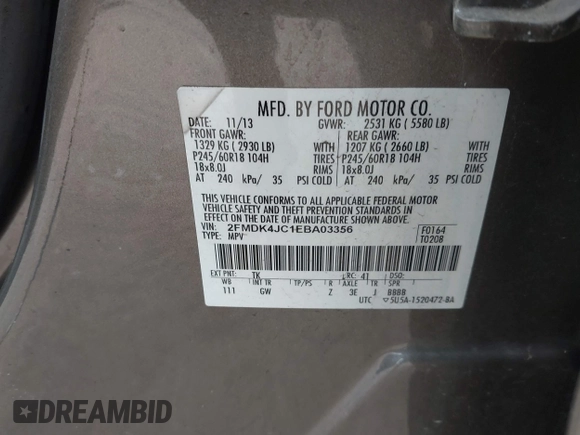 MFD. BY FORD MOTOR CO.
DATE: 11/13 GVWR: 2531 KG ( 5580 LB)
FRONT GAWR: REAR GAWR:
1329 KG ( 2930 LB) WITH 1207 KG ( 2660 LB) WITH
P245/60R18 104H TIRES P245/60R18 104H TIRES
18x8.0J RIMS 18x8.0J RIMS
AT 240 kPa/ 35 PSI COLD AT 240 kPa/ 35 PSI COLD
THIS VEHICLE CONFORMS TO ALL APPLICABLE FEDERAL MOTOR
VEHICLE SAFETY AND THEFT PREVENTION STANDARDS IN
EFFECT ON THE DATE OF MANUFACTURE SHOWN ABOVE.
VIN: 2FMDK4JC1EBA03356 F0164
TYPE: MPV T0208
EXT PNT: TK RC: 41 DSO:
WB INT TR TP/PS R AXLE TR SPR
111 GW Z 3E J BBBB
UTC 5U5A-1520472-BA
DREAMBID